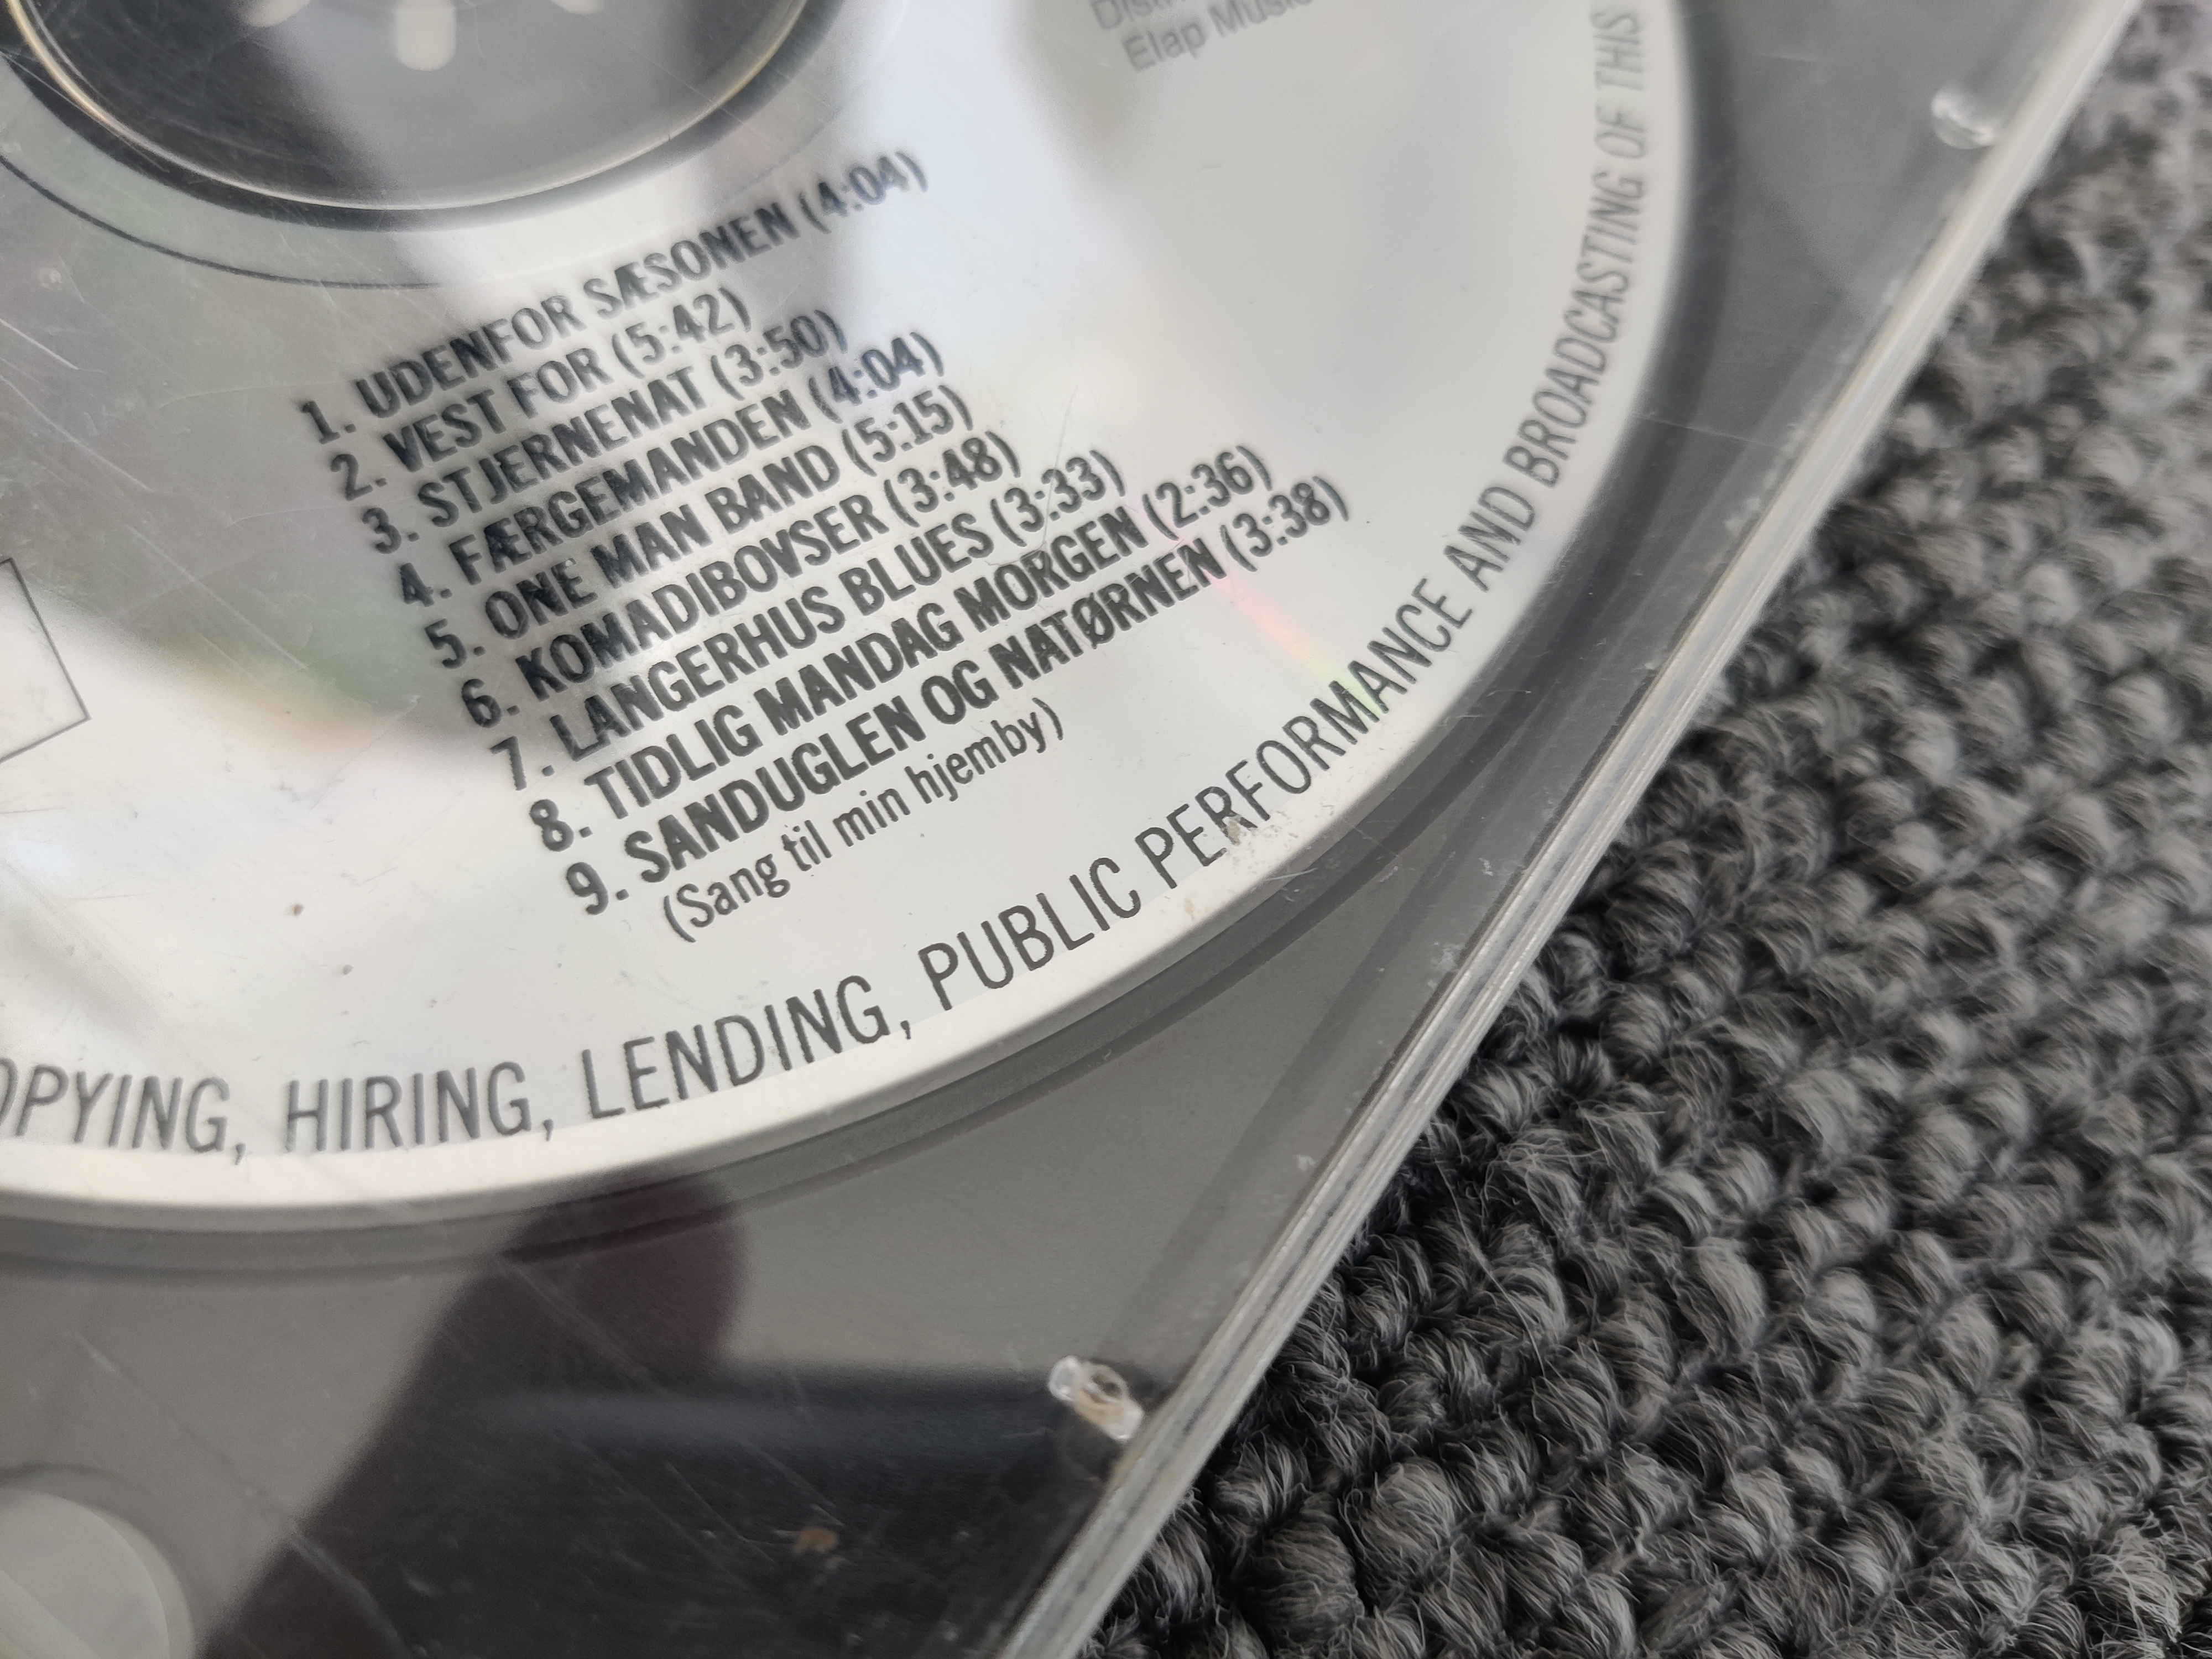 Elap Music
1. UDENFOR SÆSONEN (4:04)
2. VEST FOR (5:42)
3. STJERNENAT (3:50)
4. FÆRGEMANDEN (4:04)
5. ONE MAN BAND (5:15)
6. KOMADIBOVSER (3:48)
7. LANGERHUS BLUES (3:33)
8. TIDLIG MANDAG MORGEN (2:36)
9. SANDUGLEN OG NATØRNEN (3:38)
(Sang til min hjemby)
OPYING, HIRING, LENDING, PUBLIC PERFORMANCE AND BROADCASTING OF THIS